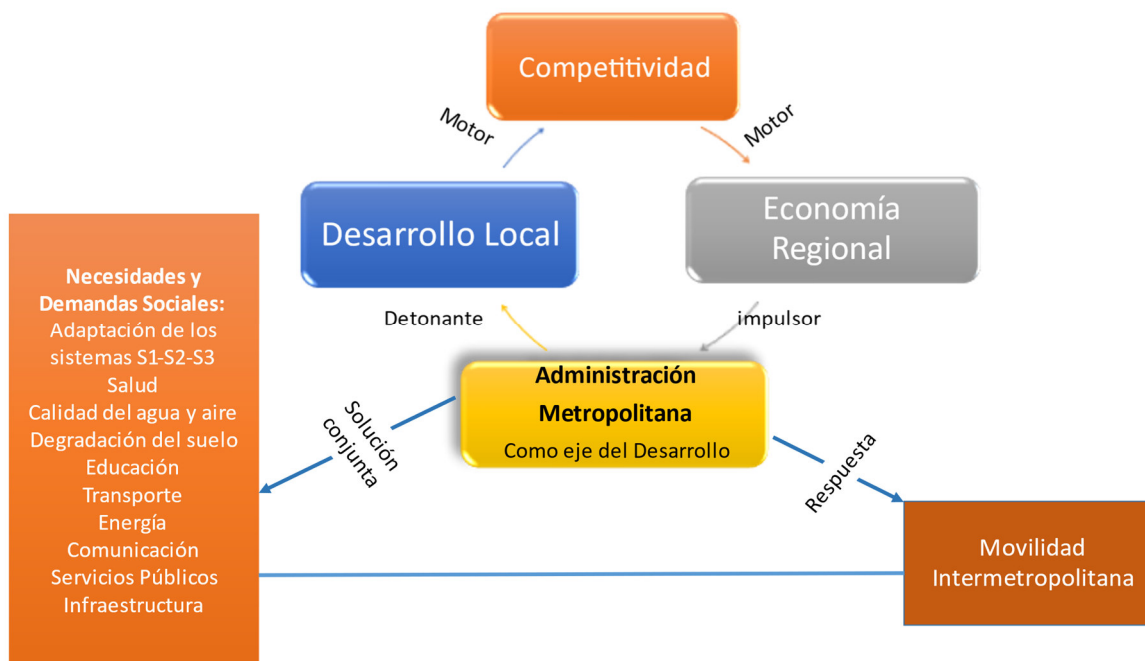 Competitividad
Motor
Motor
Desarrollo Local
Economía
Regional
Detonante
impulsor
Administración
Metropolitana
Como eje del Desarrollo
Solución
conjunta
Respuesta
Necesidades y
Demandas Sociales:
Adaptación de los
sistemas S1-S2-S3
Salud
Calidad del agua y aire
Degradación del suelo
Educación
Transporte
Energía
Comunicación
Servicios Públicos
Infraestructura
Movilidad
Intermetropolitana